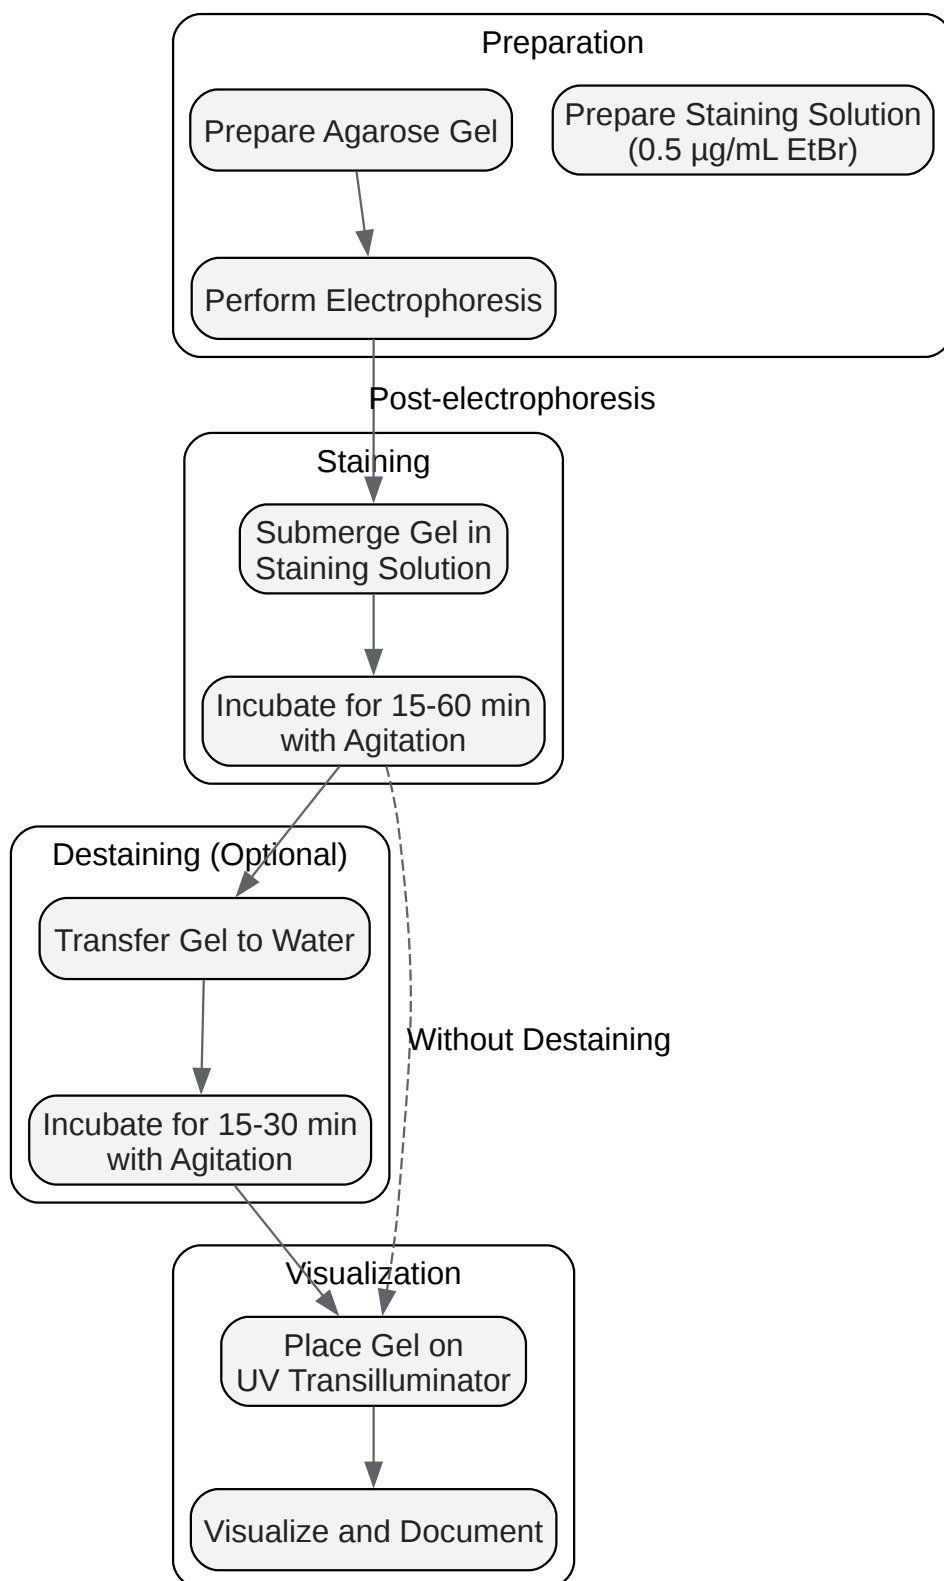 Preparation
Prepare Agarose Gel
Prepare Staining Solution
(0.5 µg/mL EtBr)
Perform Electrophoresis
Post-electrophoresis
Staining
Submerge Gel in
Staining Solution
Incubate for 15-60 min
with Agitation
Destaining (Optional)
Transfer Gel to Water
Without Destaining
Incubate for 15-30 min
with Agitation
Visualization
Place Gel on
UV Transilluminator
Visualize and Document